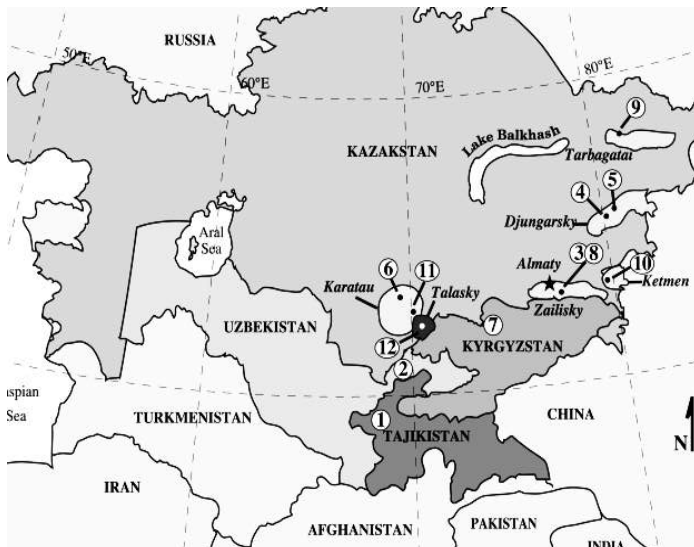 RUSSIA
50°E
60°E
70°E
80°E
9
Lake Balkhash
KAZAKSTAN
Tarbagatai
4 5
Djungarsky
Aral
Sea
Almaty
3 8
10
6 11
Karatau
Talasky
Ketmen
Zailisky
UZBEKISTAN
7
12
KYRGYZSTAN
2
aspian
Sea
TURKMENISTAN
1
TAJIKISTAN
CHINA
N
IRAN
AFGHANISTAN
PAKISTAN
INDIA